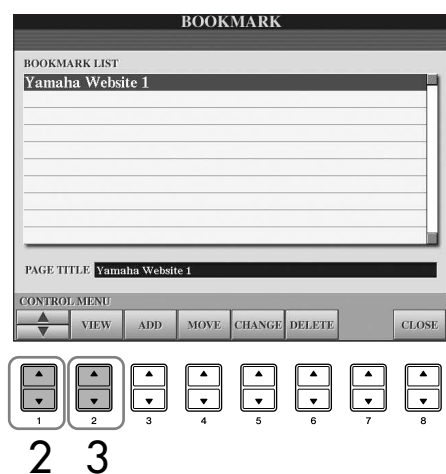 BOOKMARK
BOOKMARK LIST
Yamaha Website 1
PAGE TITLE Yamaha Website 1
CONTROL MENU
VIEW ADD MOVE CHANGE DELETE CLOSE
1 2 3 4 5 6 7 8
2 3